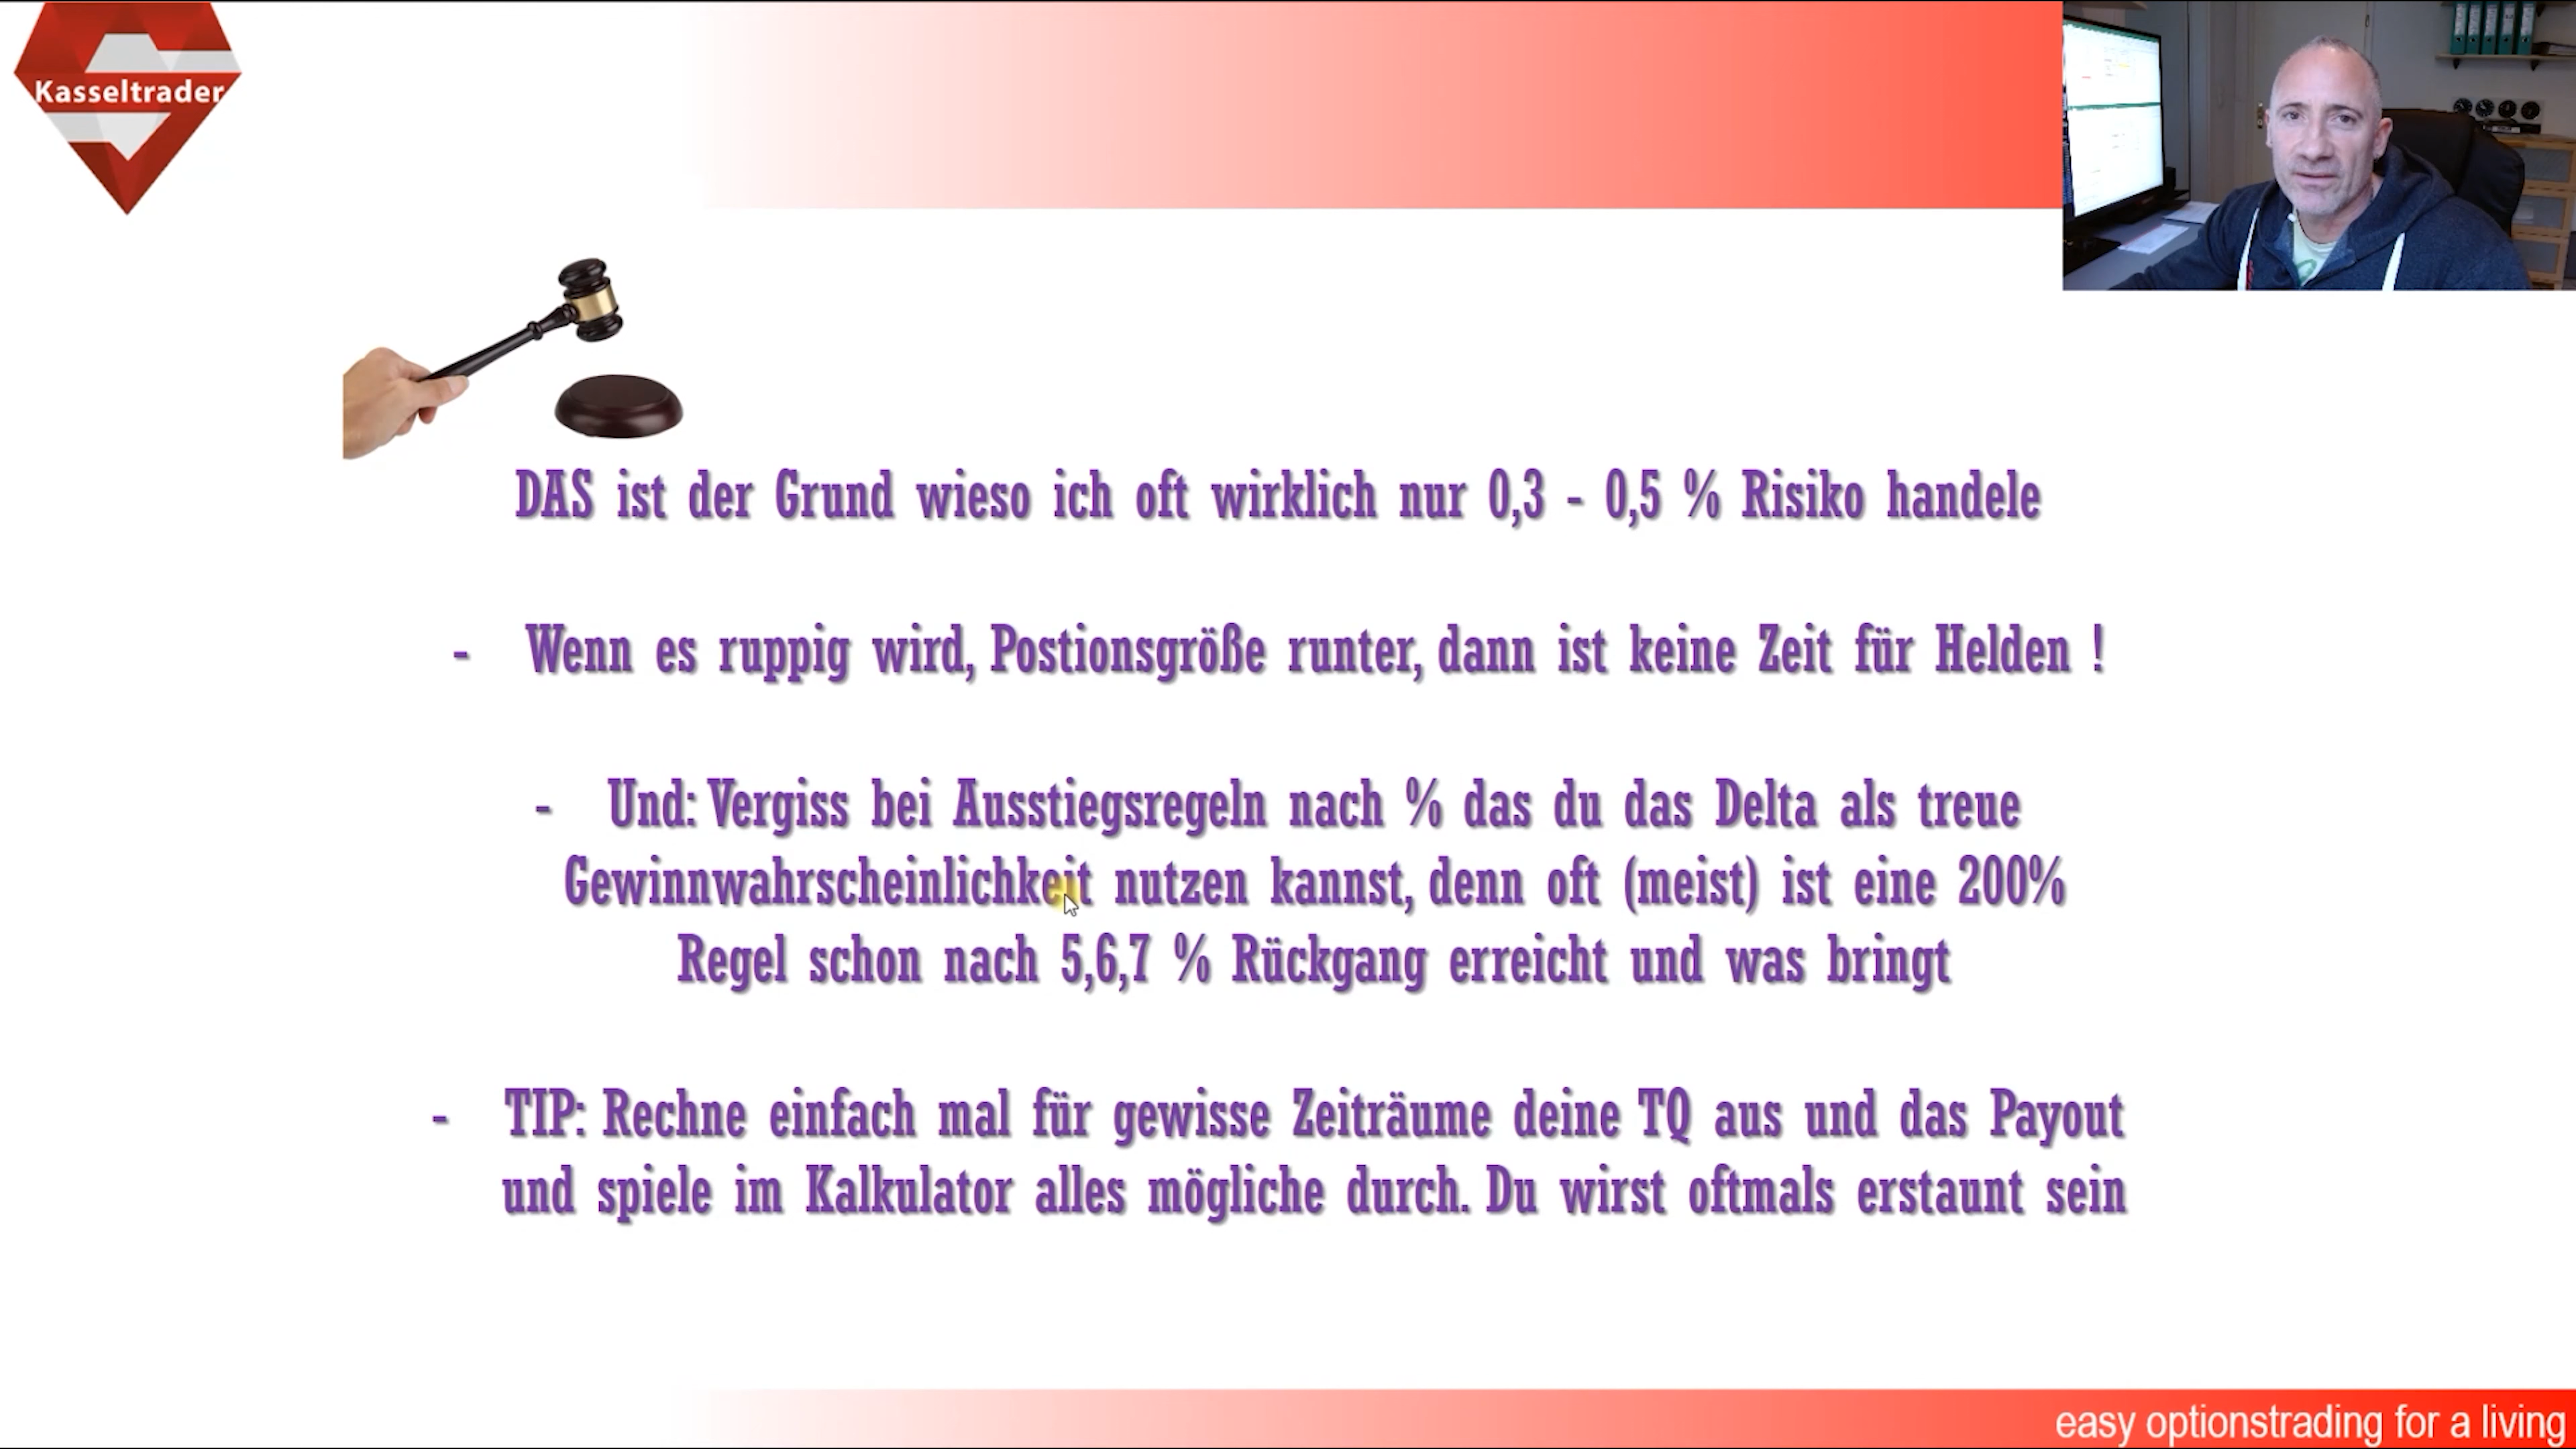 Kasseltrader
DAS ist der Grund wieso ich oft wirklich nur 0,3 - 0,5 % Risiko handele
- Wenn es ruppig wird, Postionsgröße runter, dann ist keine Zeit für Helden !
- Und: Vergiss bei Ausstiegsregeln nach % das du das Delta als treue
Gewinnwahrscheinlichkeit nutzen kannst, denn oft (meist) ist eine 200%
Regel schon nach 5,6,7 % Rückgang erreicht und was bringt
- TIP: Rechne einfach mal für gewisse Zeiträume deine TQ aus und das Payout
und spiele im Kalkulator alles mögliche durch. Du wirst oftmals erstaunt sein
easy optionstrading for a living